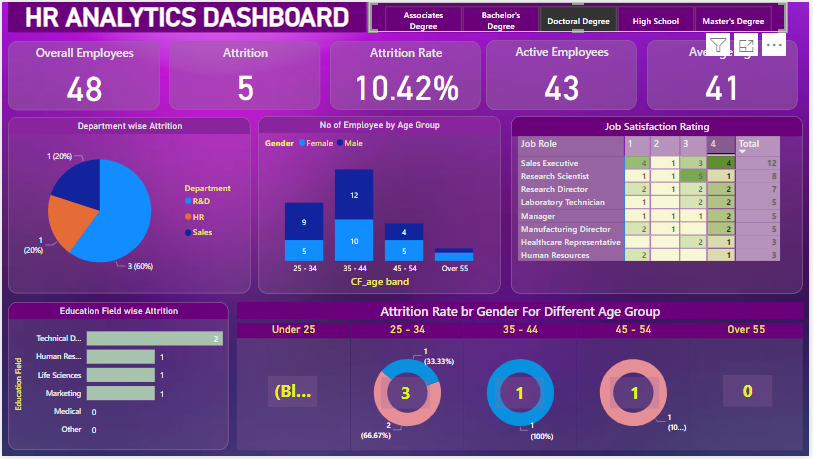 HR ANALYTICS DASHBOARD
Associates Degree
Bachelor's Degree
Doctoral Degree
High School
Master's Degree
Overall Employees
48
Attrition
5
Attrition Rate
10.42%
Active Employees
43
41
Department wise Attrition
1 (20%)
1
(20%)
3 (60%)
Department
R&D
HR
Sales
No of Employee by Age Group
Gender Female Male
9
5
12
10
4
5
25 - 34
35 - 44
45 - 54
Over 55
CF_age band
Job Satisfaction Rating
Job Role 1 2 3 4 Total
Sales Executive 4 1 3 4 12
Research Scientist 1 1 5 1 8
Research Director 2 1 2 2 7
Laboratory Technician 1 2 2 5
Manager 1 1 1 2 5
Manufacturing Director 2 1 2 5
Healthcare Representative 2 1 3
Human Resources 2 1 3
Education Field wise Attrition
Education Field
Technical D... 2
Human Res... 1
Life Sciences 1
Marketing 1
Medical 0
Other 0
Attrition Rate br Gender For Different Age Group
Under 25
25 - 34
35 - 44
45 - 54
Over 55
(Bl...
1
(33.33%)
3
2
(66.67%)
1
1
(100%)
1
1
(10...)
0